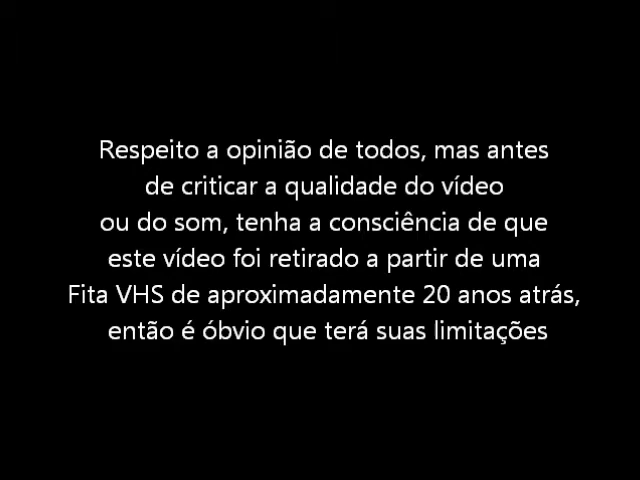 Respeito a opinião de todos, mas antes
de criticar a qualidade do vídeo
ou do som, tenha a consciência de que
este vídeo foi retirado a partir de uma
Fita VHS de aproximadamente 20 anos atrás,
então é óbvio que terá suas limitações